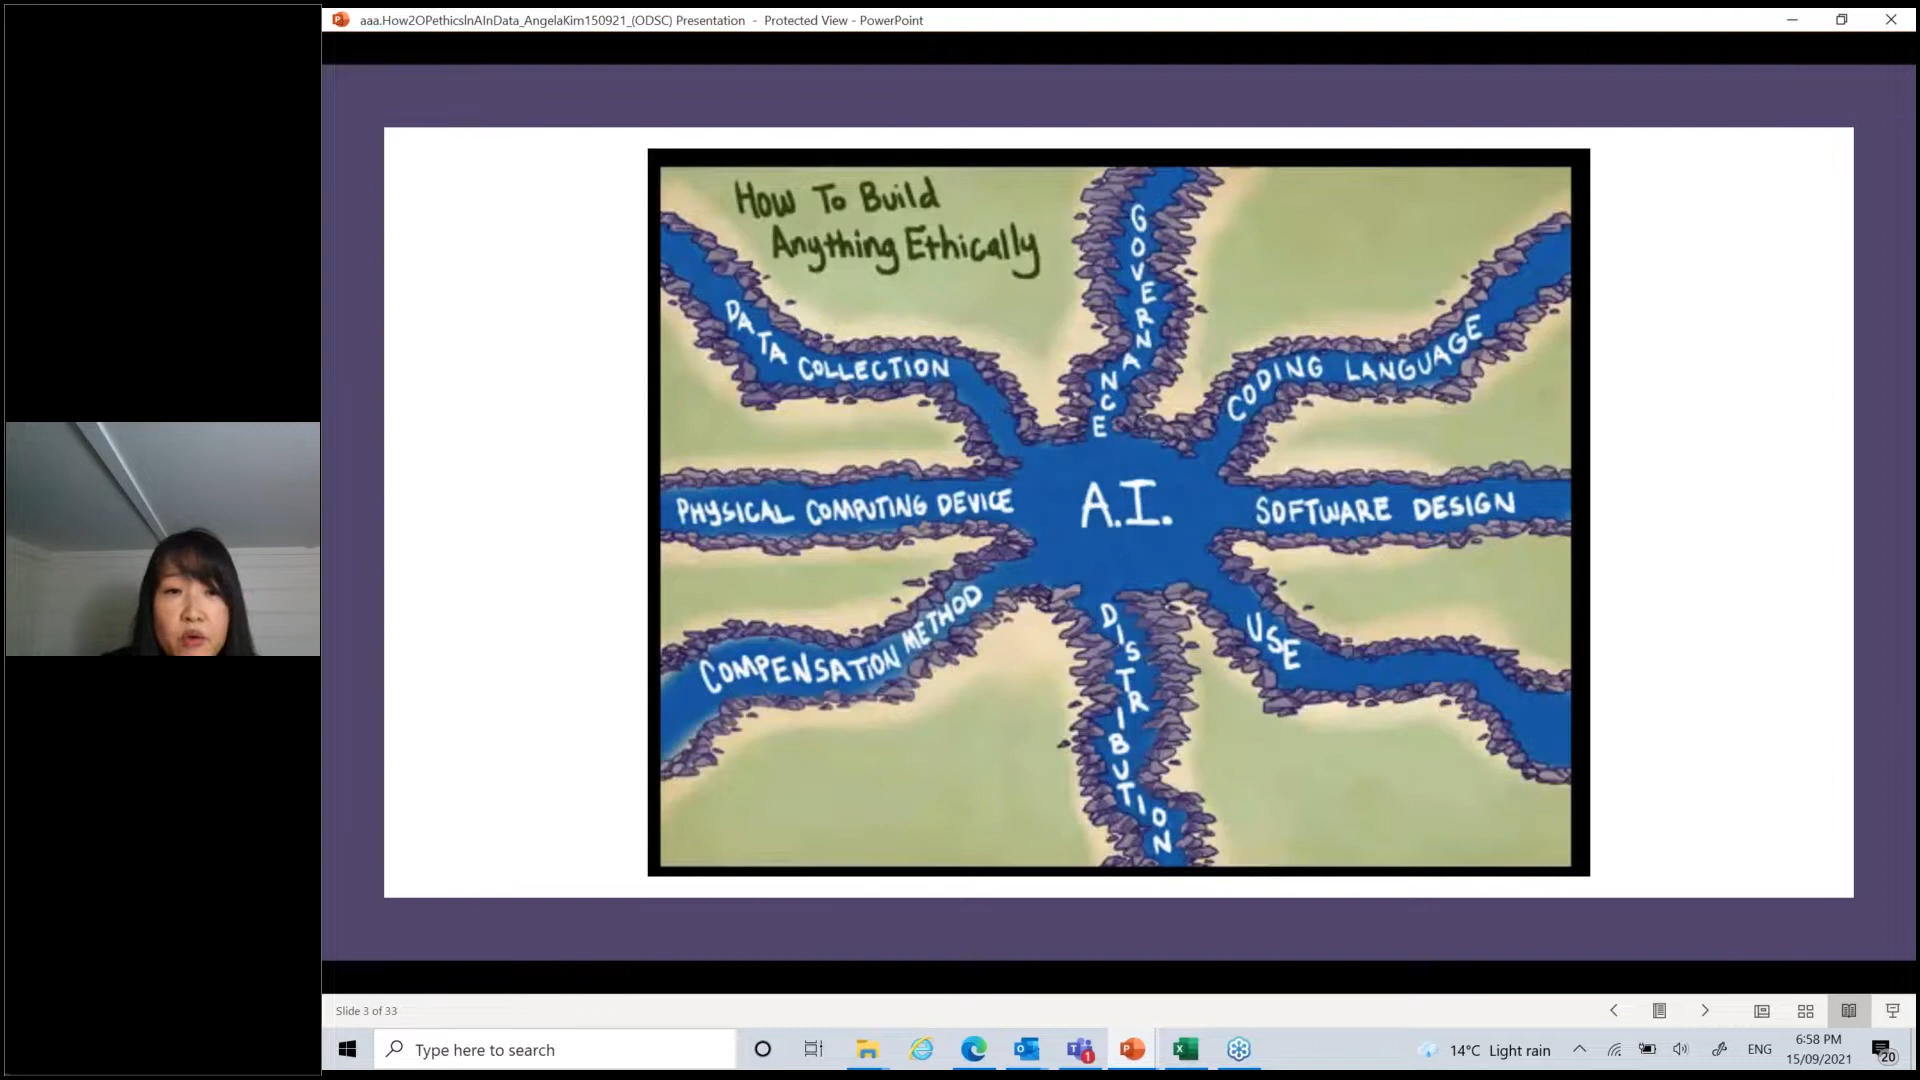 aaa.How2OPethicsInAInData_AngelaKim150921_(ODSC) Presentation - Protected View - PowerPoint
How To Build
Anything Ethically
GOVERNANCE
DATA COLLECTION
CODING LANGUAGE
PHYSICAL COMPUTING DEVICE
A.I.
SOFTWARE DESIGN
COMPENSATION METHOD
DISTRIBUTION
USE
Slide 3 of 33
Type here to search
1
14°C Light rain
ENG
6:58 PM
15/09/2021
20